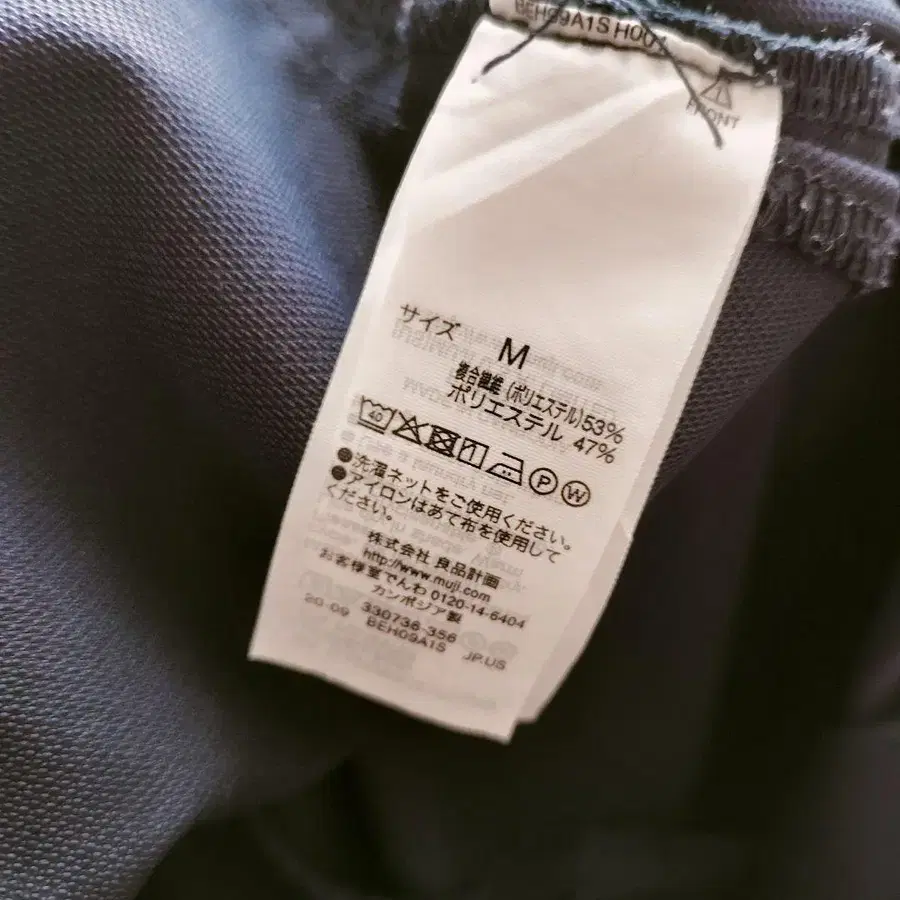 BEH09A1S H001
FRONT
サイズ M
複合繊維(ポリエステル)53%
ポリエステル 47%
40
P W
●洗濯ネットをご使用ください。
●アイロンはあて布を使用して
ください。
株式会社 良品計画
http://www.muji.com
お客様室でんわ 0120-14-6404
カンボジア製
20-09 330738-356
BEH09A1S JP.US